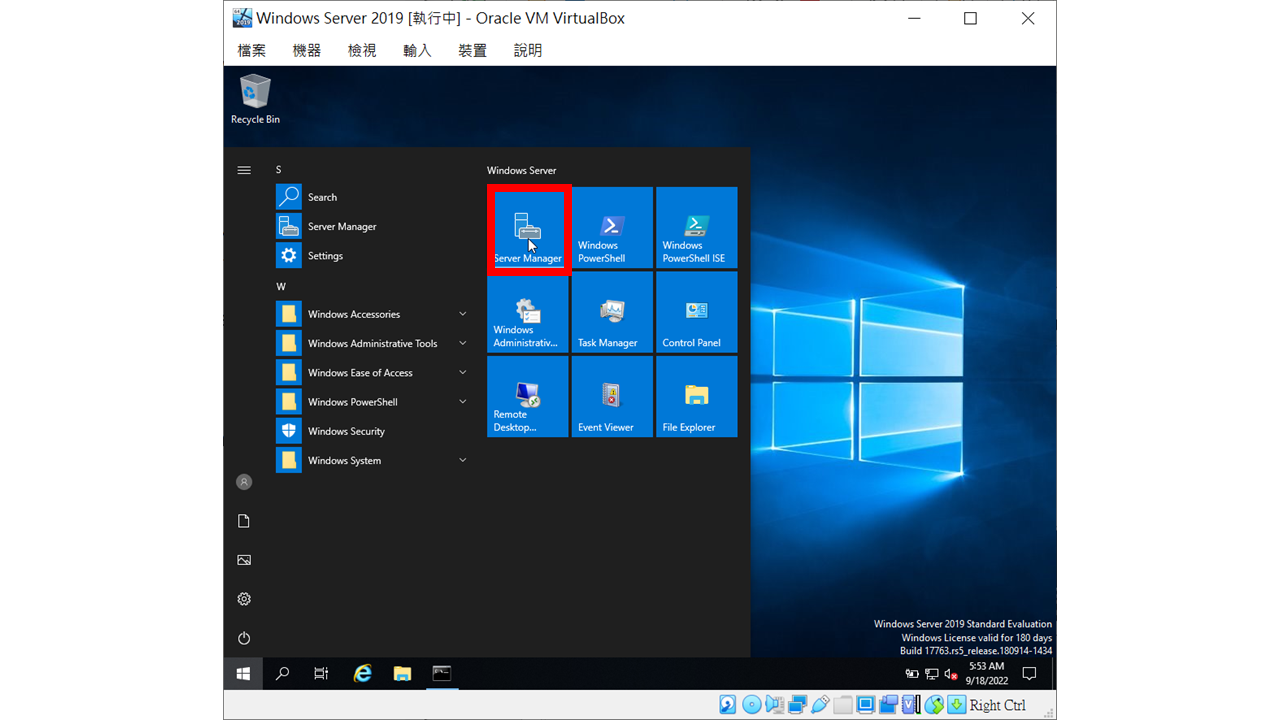 Windows Server 2019 [執行中] - Oracle VM VirtualBox
檔案 機器 檢視 輸入 裝置 說明
Recycle Bin
S
Search
Server Manager
Settings
W
Windows Accessories
Windows Administrative Tools
Windows Ease of Access
Windows PowerShell
Windows Security
Windows System
Windows Server
Server Manager
Windows
PowerShell
Windows
PowerShell ISE
Windows
Administrativ...
Task Manager
Control Panel
Remote
Desktop...
Event Viewer
File Explorer
Windows Server 2019 Standard Evaluation
Windows License valid for 180 days
Build 17763.rs5_release.180914-1434
5:53 AM
9/18/2022
Right Ctrl